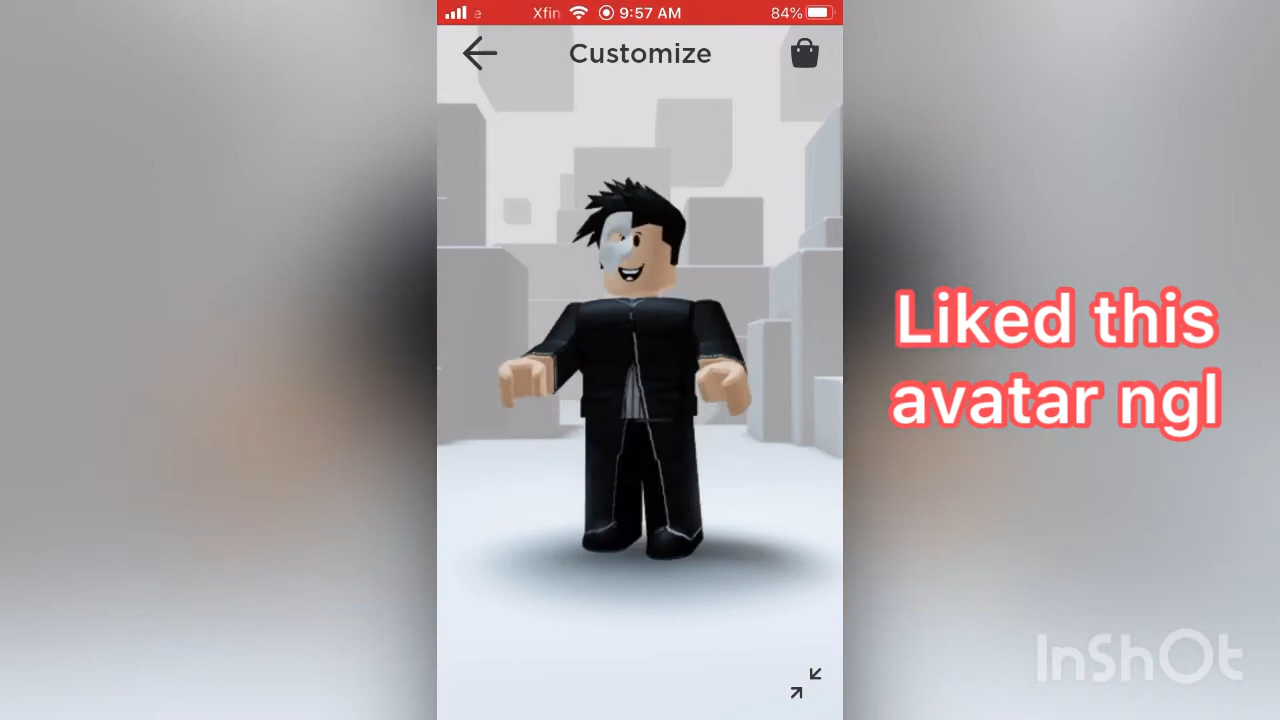 e Xfin 9:57 AM 84%
Customize
Liked this
avatar ngl
InShOt